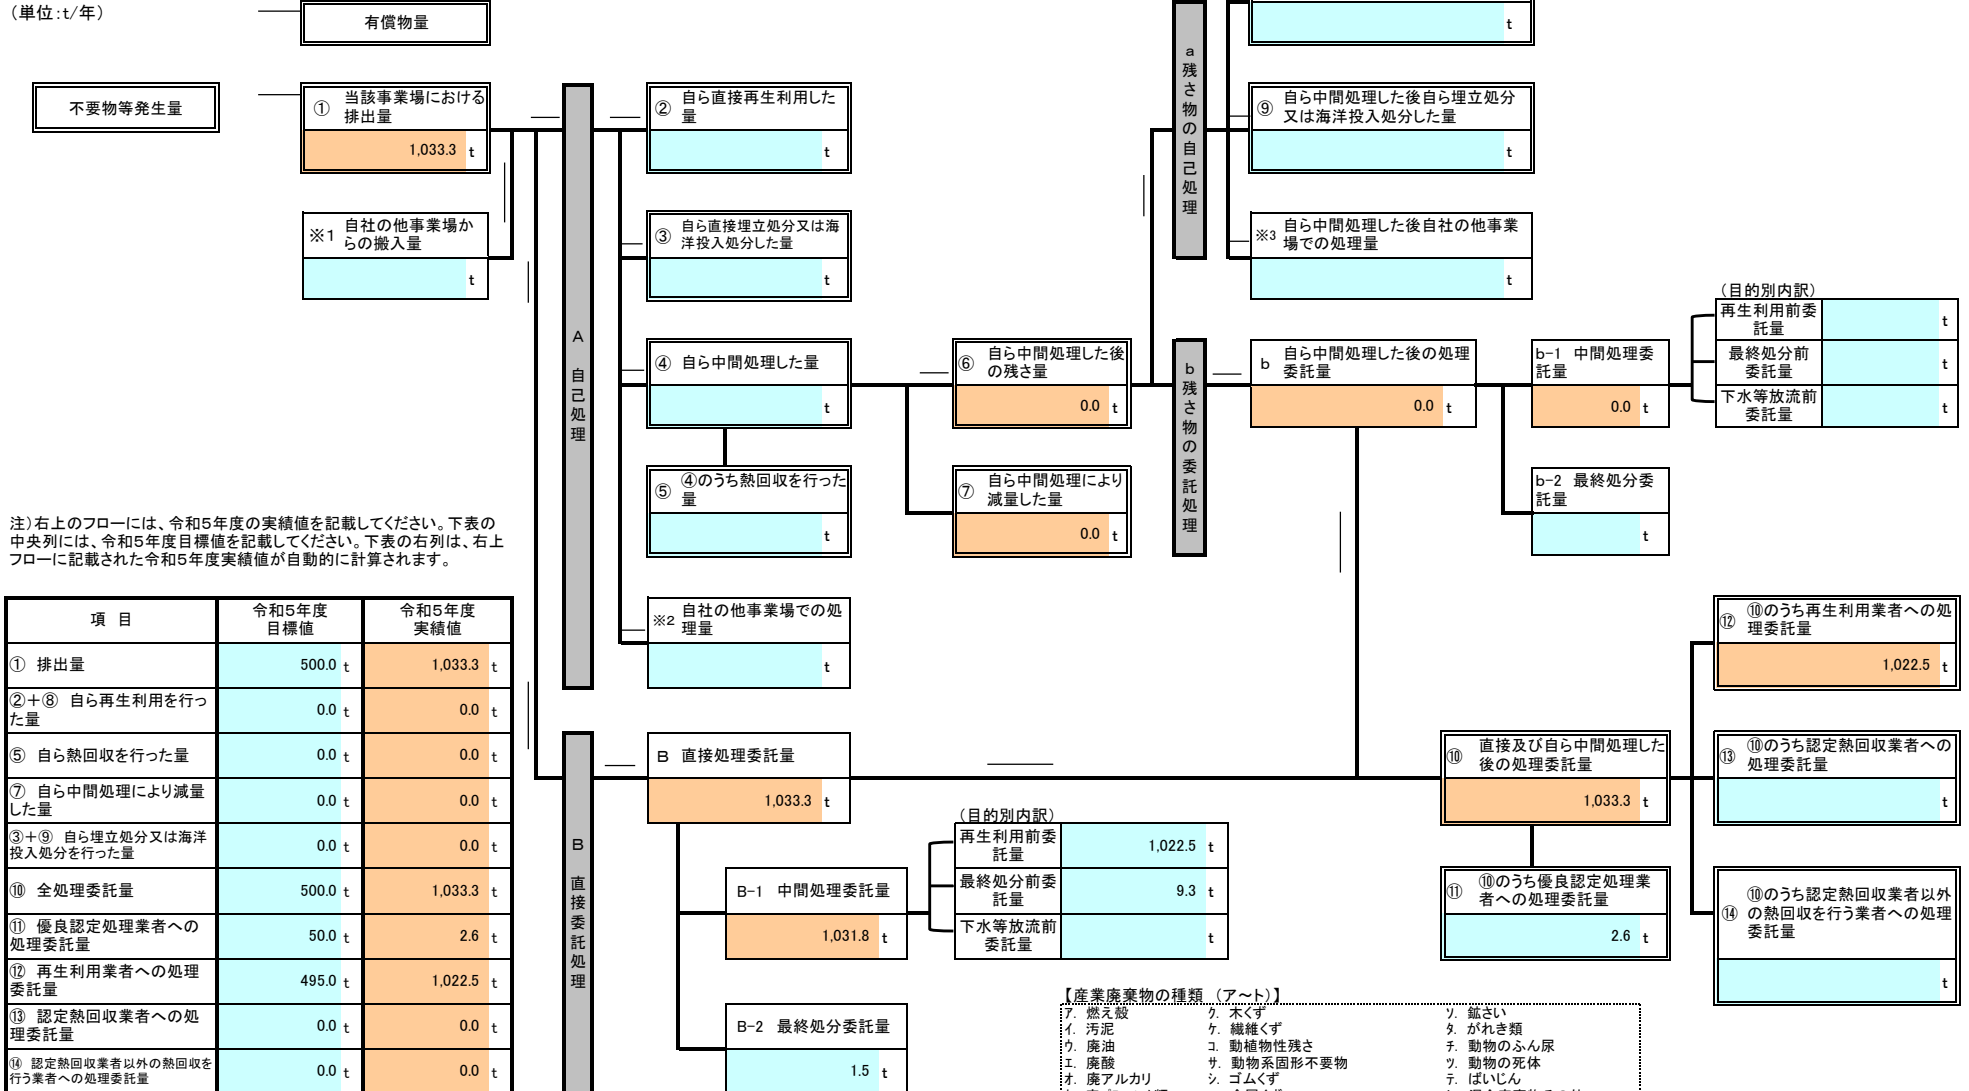 (単位:t/年)
有償物量
t
不要物等発生量
① 当該事業場における
排出量
1,033.3 t
② 自ら直接再生利用した
量
t
⑨ 自ら中間処理した後自ら埋立処分
又は海洋投入処分した量
t
a 残さ物の自己処理
※1 自社の他事業場か
らの搬入量
t
③ 自ら直接埋立処分又は海
洋投入処分した量
t
※3 自ら中間処理した後自社の他事業
場での処理量
t
A 自己処理
④ 自ら中間処理した量
t
⑥ 自ら中間処理した後
の残さ量
0.0 t
b 残さ物の委託処理
b 自ら中間処理した後の処理
委託量
0.0 t
b-1 中間処理委
託量
0.0 t
(目的別内訳)
再生利用前委
託量
t
最終処分前
委託量
t
下水等放流前
委託量
t
⑤ ④のうち熱回収を行った
量
t
⑦ 自ら中間処理により
減量した量
0.0 t
b-2 最終処分委
託量
t
注)右上のフローには、令和5年度の実績値を記載してください。下表の
中央列には、令和5年度目標値を記載してください。下表の右列は、右上
フローに記載された令和5年度実績値が自動的に計算されます。
※2 自社の他事業場での処
理量
t
項 目
令和5年度
目標値
令和5年度
実績値
① 排出量 500.0 t 1,033.3 t
②+⑧ 自ら再生利用を行っ
た量 0.0 t 0.0 t
⑤ 自ら熱回収を行った量 0.0 t 0.0 t
⑦ 自ら中間処理により減量
した量 0.0 t 0.0 t
③+⑨ 自ら埋立処分又は海洋
投入処分を行った量 0.0 t 0.0 t
⑩ 全処理委託量 500.0 t 1,033.3 t
⑪ 優良認定処理業者への
処理委託量 50.0 t 2.6 t
⑫ 再生利用業者への処理
委託量 495.0 t 1,022.5 t
⑬ 認定熱回収業者への処
理委託量 0.0 t 0.0 t
⑭ 認定熱回収業者以外の熱回収を
行う業者への処理委託量 0.0 t 0.0 t
B 直接委託処理
B 直接処理委託量
1,033.3 t
B-1 中間処理委託量
1,031.8 t
(目的別内訳)
再生利用前委
託量
1,022.5 t
最終処分前委
託量
9.3 t
下水等放流前
委託量
t
B-2 最終処分委託量
1.5 t
⑩ 直接及び自ら中間処理した
後の処理委託量
1,033.3 t
⑪ ⑩のうち優良認定処理業
者への処理委託量
2.6 t
⑫ ⑩のうち再生利用業者への処
理委託量
1,022.5 t
⑬ ⑩のうち認定熱回収業者への
処理委託量
t
⑭ ⑩のうち認定熱回収業者以外
の熱回収を行う業者への処理
委託量
t
【産業廃棄物の種類 (ア~ト)】
ア. 燃え殻 ク. 木くず ソ. 鉱さい
イ. 汚泥 ケ. 繊維くず タ. がれき類
ウ. 廃油 コ. 動植物性残さ チ. 動物のふん尿
エ. 廃酸 サ. 動物系固形不要物 ツ. 動物の死体
オ. 廃アルカリ シ. ゴムくず テ. ばいじん